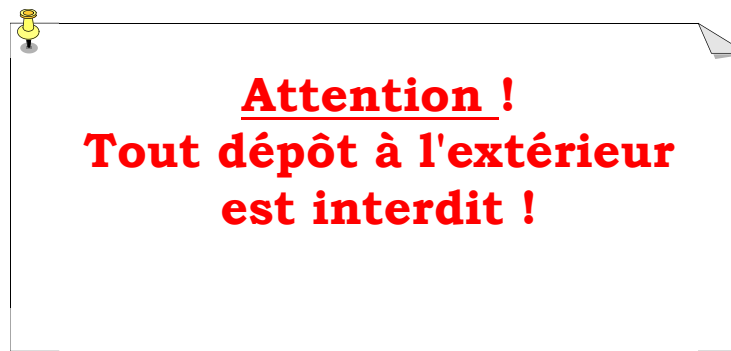 Attention !
Tout dépôt à l'extérieur
est interdit !